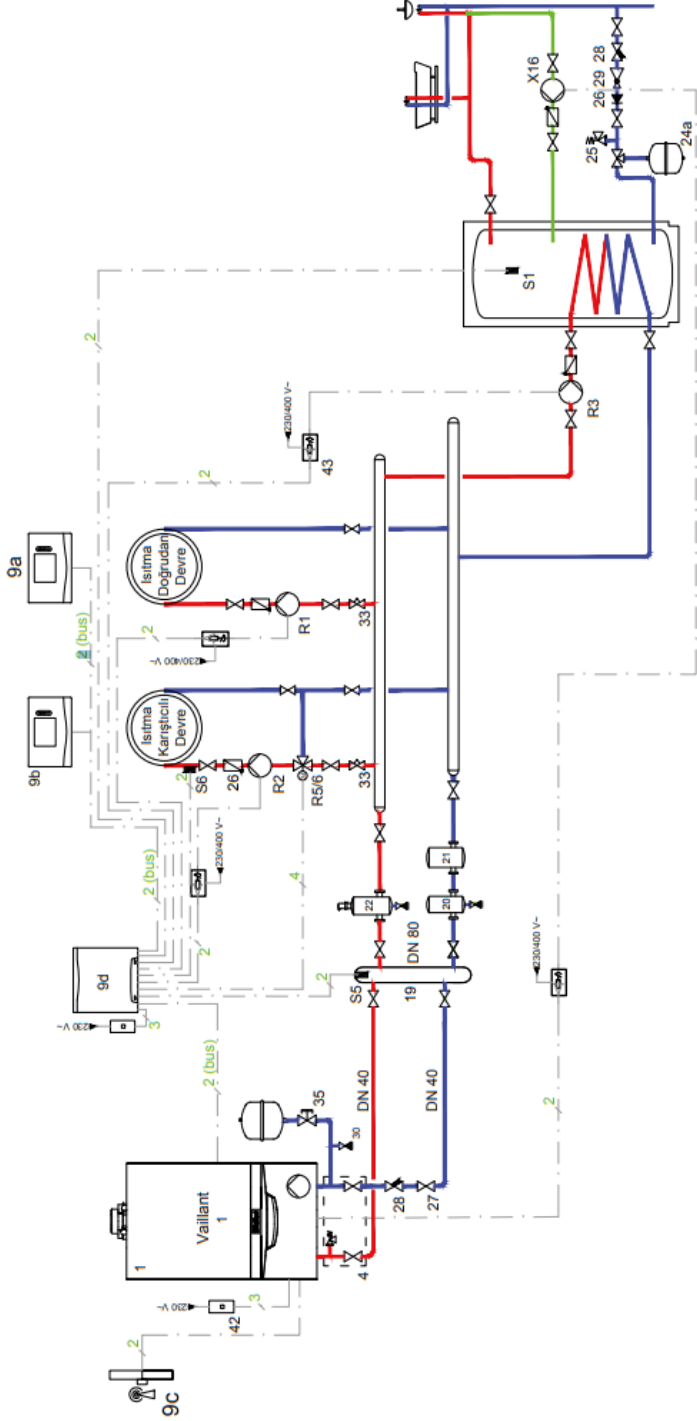 9c
2
230 V~
3
42
1
Vaillant
1
4
2 (bus)
230 V~
3
9d
9b
9a
2 (bus)
2 (bus)
2
2
2
2
4
2
2
230/400 V~
230/400 V~
230/400 V~
43
Isıtma
Karıştıcılı
Devre
Isıtma
Doğrudan
Devre
S6
26
R2
R5/6
33
R1
33
35
30
28
27
DN 40
DN 40
S5
19
22
DN 80
20
21
R3
S1
X16
25
26
29
28
24a
230/400 V~
2